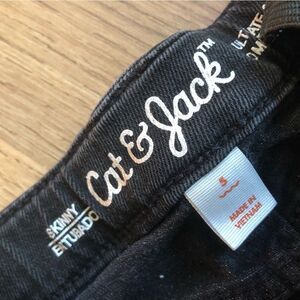 Cat & Jack™
SKINNY
ENTUBADO
5
MADE IN
VIETNAM